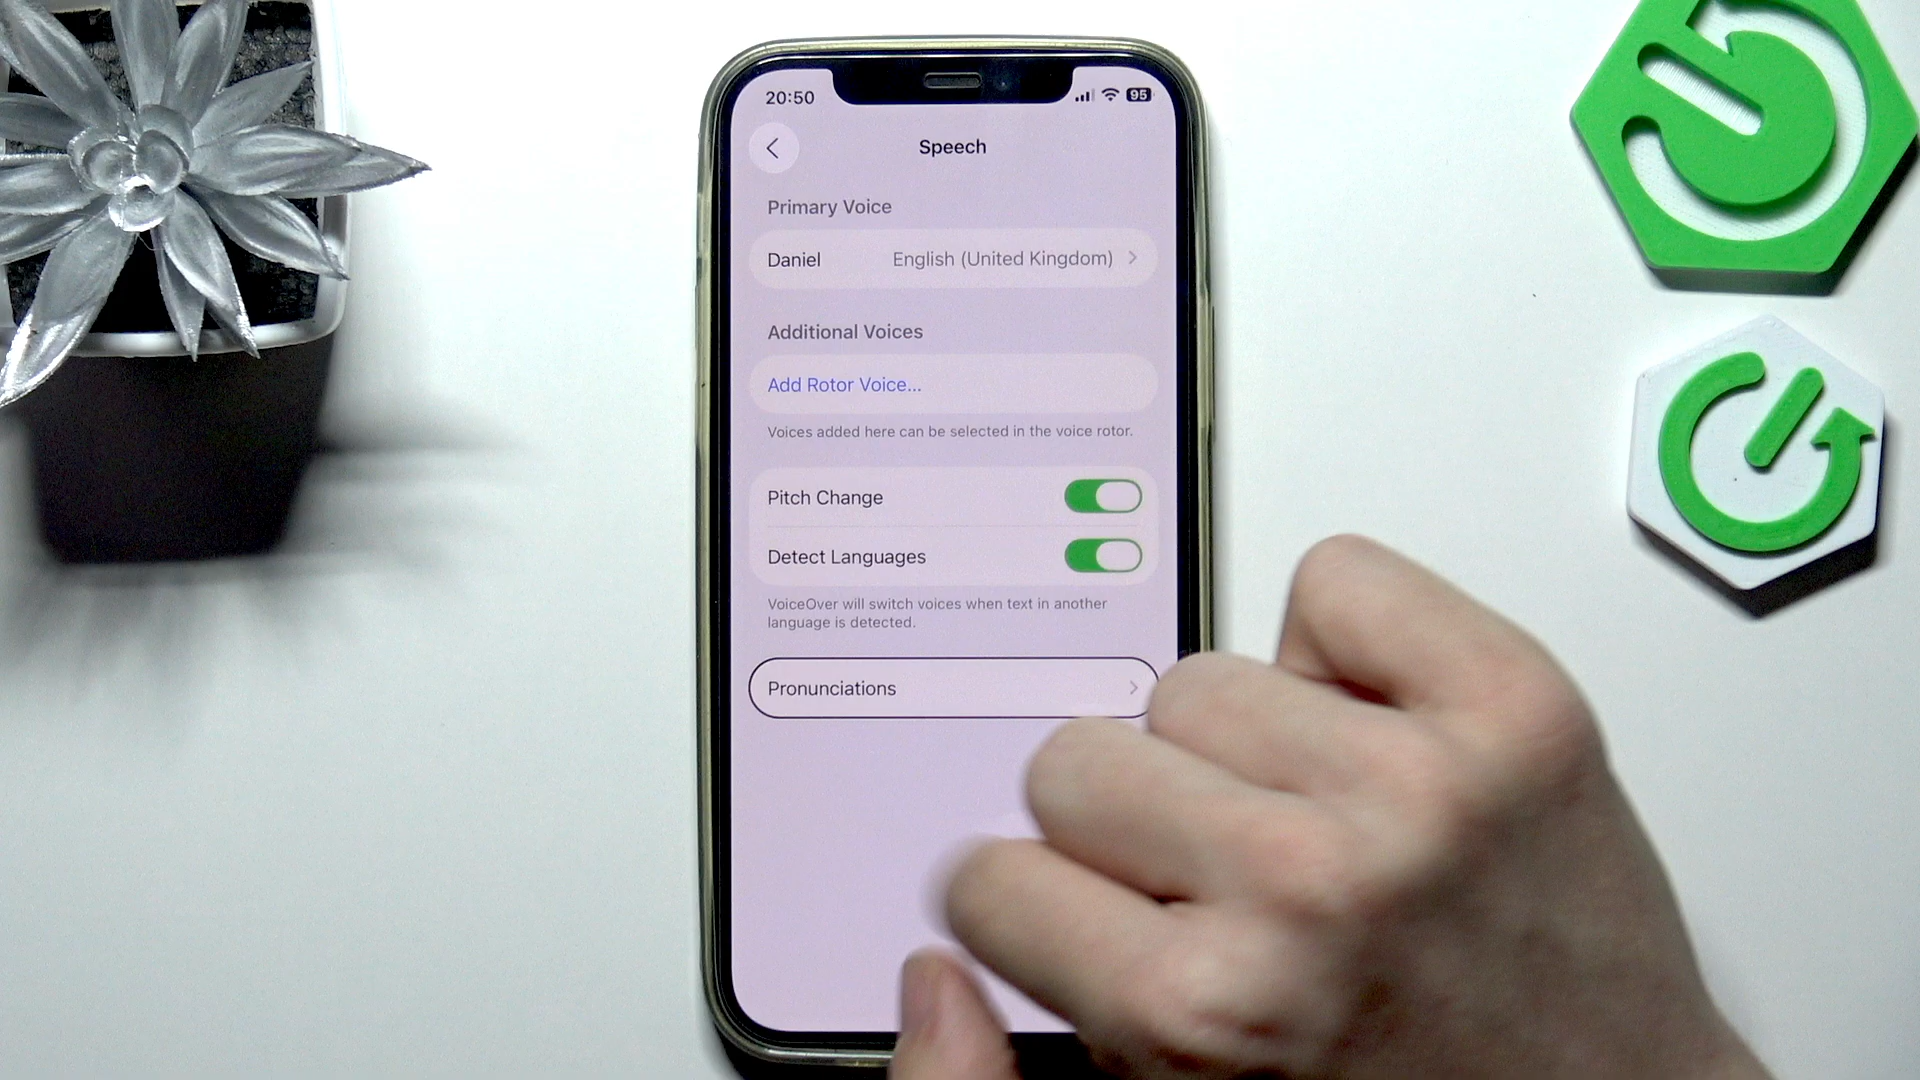 20:50
95
Speech
Primary Voice
Daniel English (United Kingdom)
Additional Voices
Add Rotor Voice...
Voices added here can be selected in the voice rotor.
Pitch Change
Detect Languages
VoiceOver will switch voices when text in another
language is detected.
Pronunciations